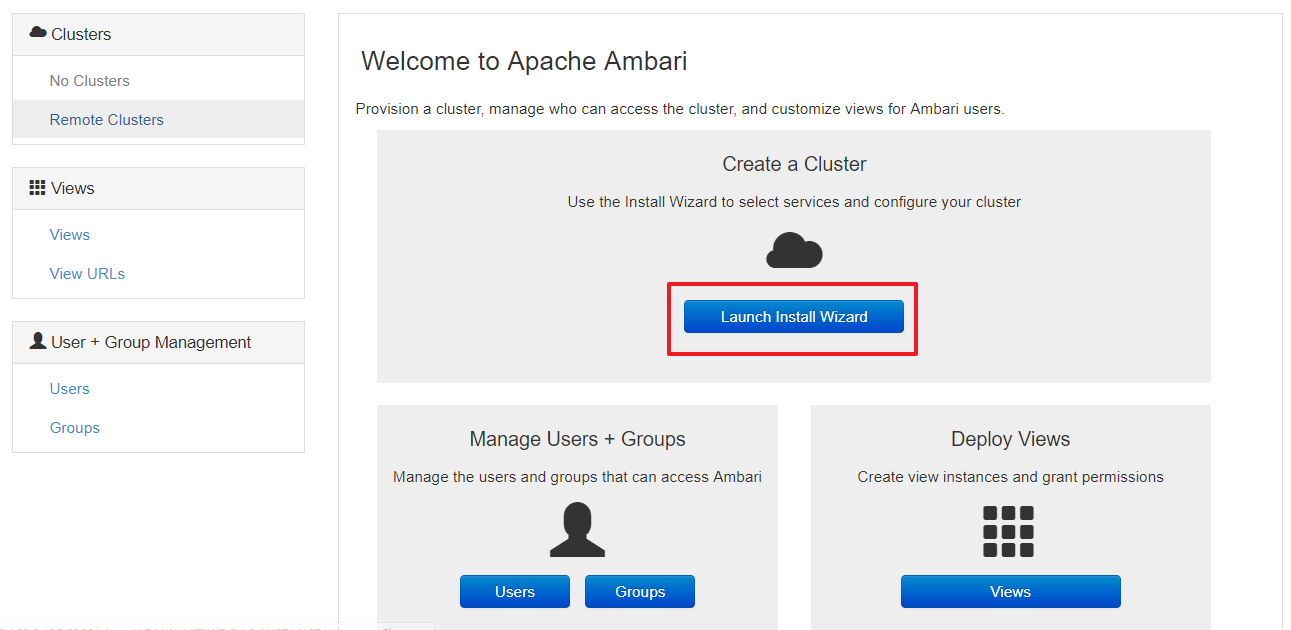 Clusters
No Clusters
Remote Clusters
Views
Views
View URLs
User + Group Management
Users
Groups
Welcome to Apache Ambari
Provision a cluster, manage who can access the cluster, and customize views for Ambari users.
Create a Cluster
Use the Install Wizard to select services and configure your cluster
Launch Install Wizard
Manage Users + Groups
Manage the users and groups that can access Ambari
Users
Groups
Deploy Views
Create view instances and grant permissions
Views